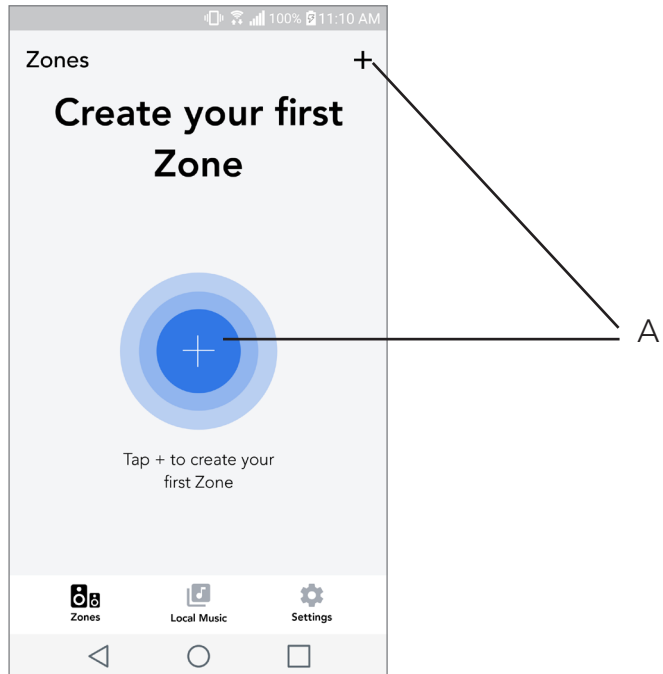 100% 11:10 AM
Zones +
Create your first
Zone
A
Tap + to create your
first Zone
Zones Local Music Settings